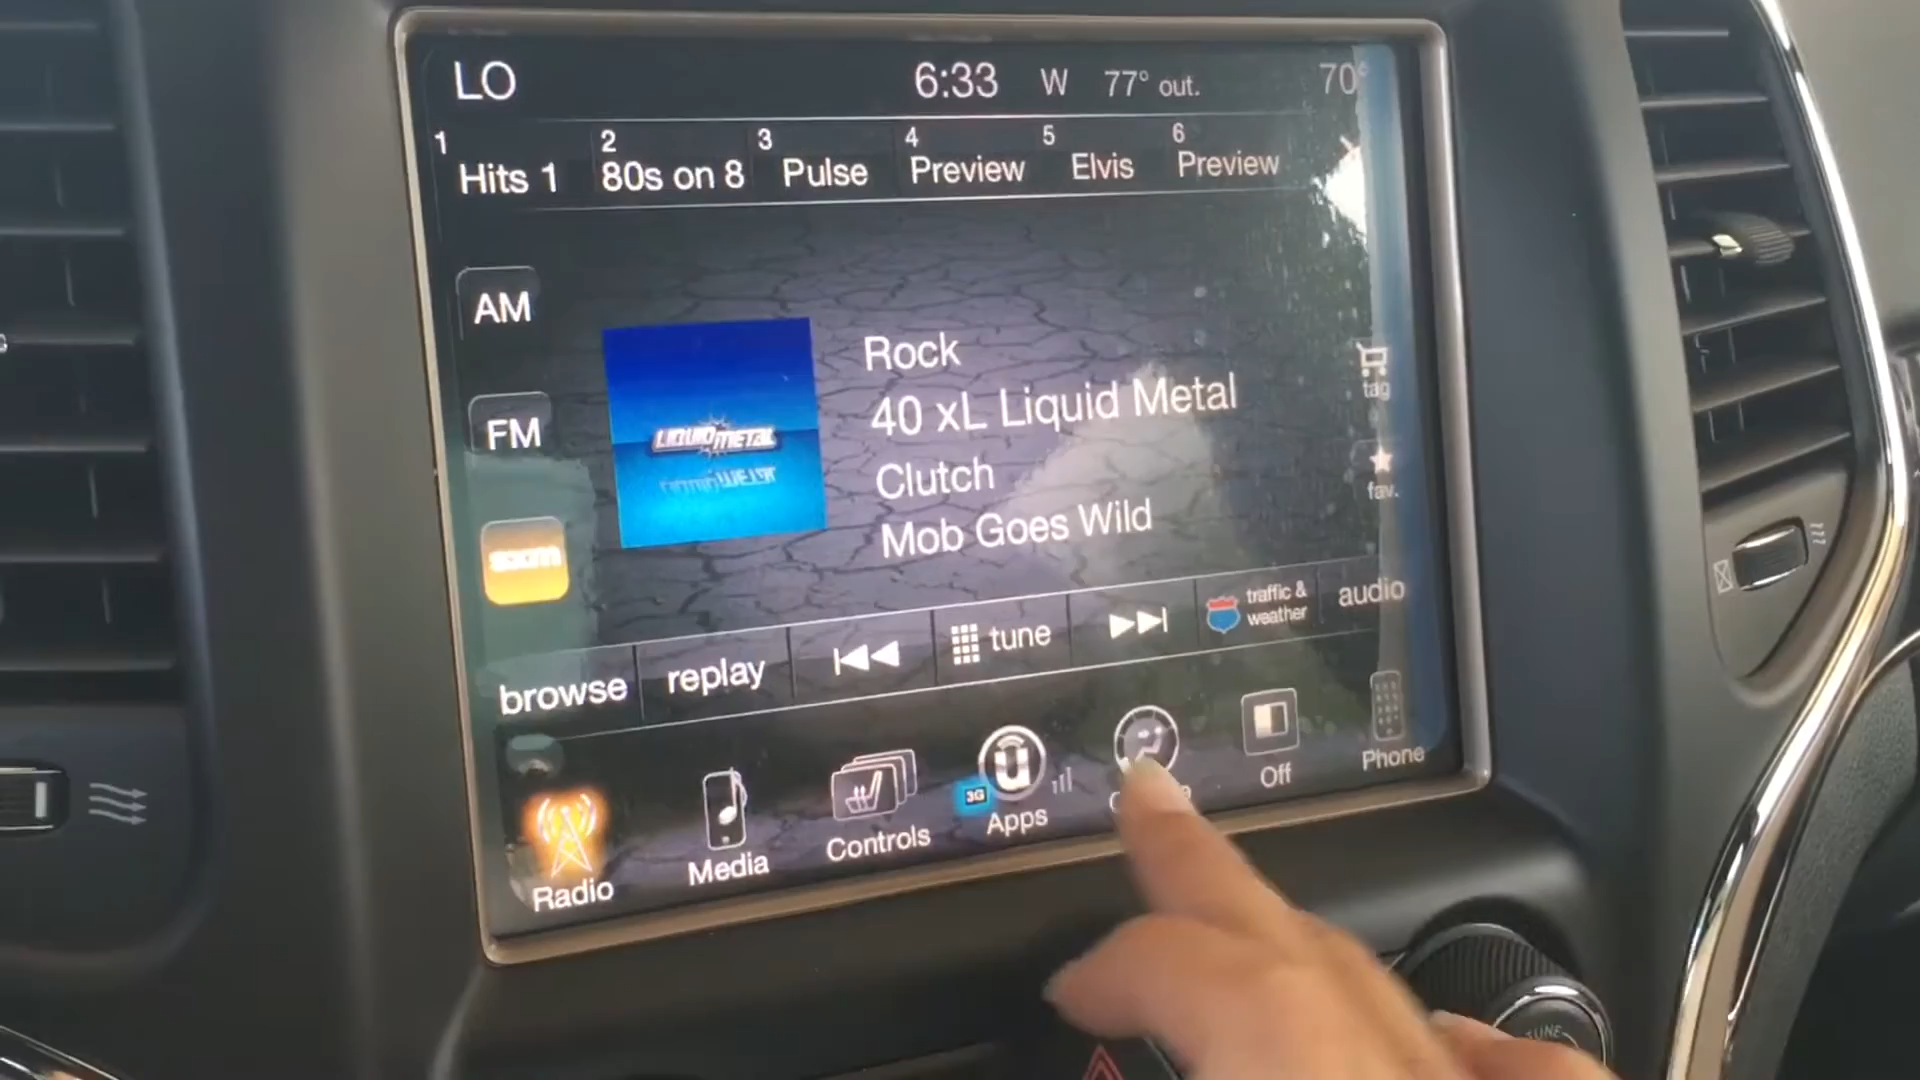 LO 6:33 W 77° out. 70°
1 2 3 4 5 6
Hits 1 80s on 8 Pulse Preview Elvis Preview
AM
FM
sxm
LIQUID METAL
Rock
40 xL Liquid Metal
Clutch
Mob Goes Wild
tag
fav.
browse replay tune traffic & weather audio
Radio Media Controls 3G Apps Off Phone
TUNE